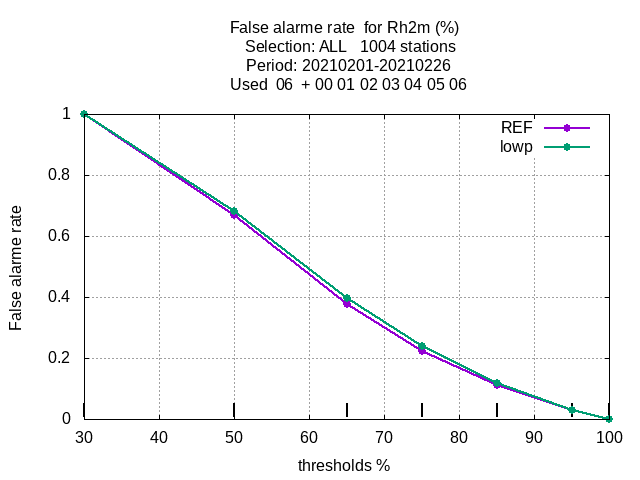 False alarme rate  for Rh2m (%)
Selection: ALL   1004 stations
Period: 20210201-20210226
Used  06  + 00 01 02 03 04 05 06
REF
lowp
1
0.8
0.6
0.4
0.2
0
False alarme rate
30 40 50 60 70 80 90 100
thresholds %